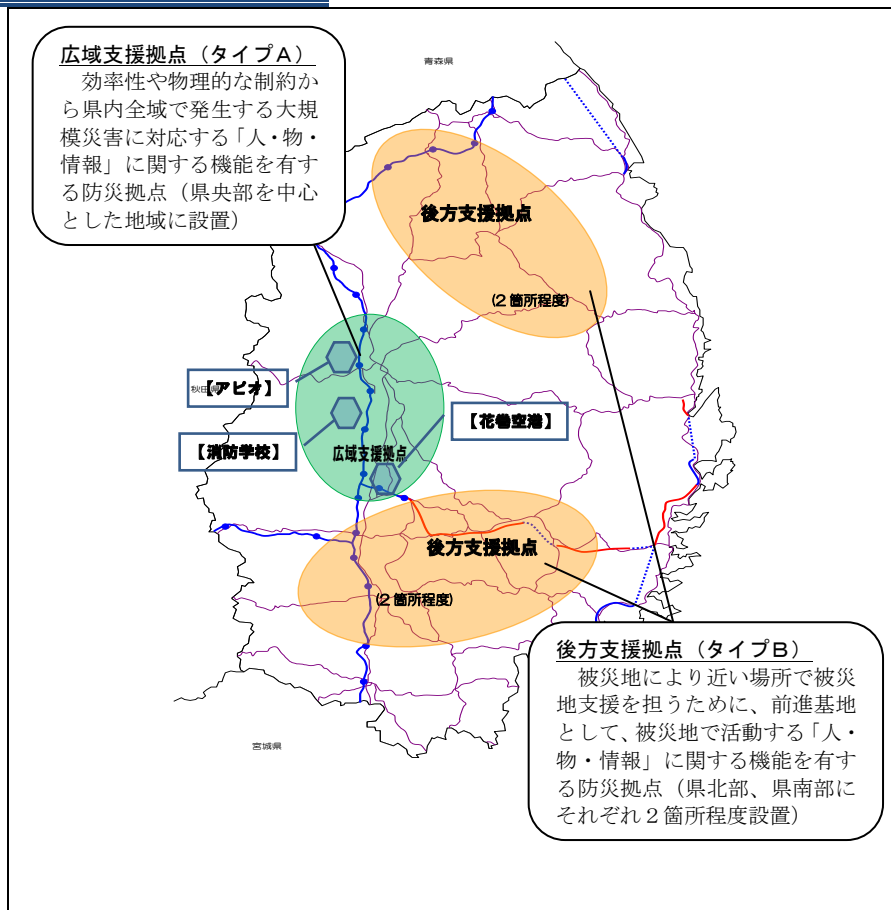 広域支援拠点（タイプＡ）
効率性や物理的な制約か
ら県内全域で発生する大規
模災害に対応する「人・物・
情報」に関する機能を有す
る防災拠点（県央部を中心
とした地域に設置）
青森県
後方支援拠点
(２箇所程度)
秋田県
【アピオ】
【消防学校】
【花巻空港】
広域支援拠点
後方支援拠点
(２箇所程度)
後方支援拠点（タイプＢ）
被災地により近い場所で被災
地支援を担うために、前進基地
として、被災地で活動する「人・
物・情報」に関する機能を有す
る防災拠点（県北部、県南部に
それぞれ２箇所程度設置）
宮城県